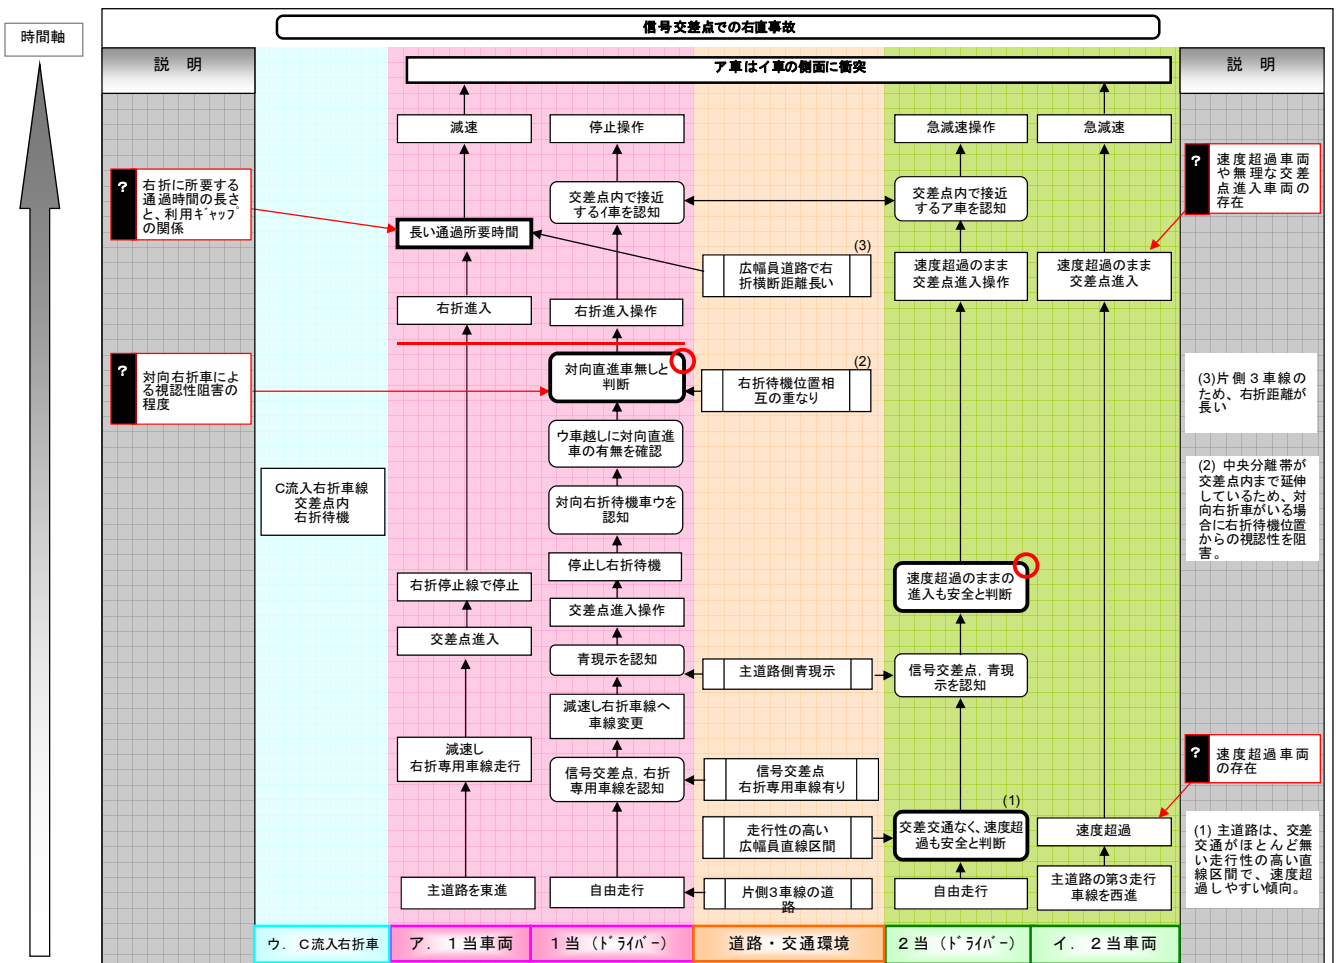 時間軸
信号交差点での右直事故
説　明
ア車はイ車の側面に衝突
説　明
減速
停止操作
急減速操作
急減速
?
右折に所要する
通過時間の長さ
と、利用ギャップ
の関係
交差点内で接近
するイ車を認知
交差点内で接近
するア車を認知
?
速度超過車両
や無理な交差
点進入車両の
存在
長い通過所要時間
(3)
広幅員道路で右
折横断距離長い
速度超過のまま
交差点進入操作
速度超過のまま
交差点進入
右折進入
右折進入操作
?
対向右折車によ
る視認性阻害の
程度
対向直進車無しと
判断
(2)
右折待機位置相
互の重なり
(3)片側３車線の
ため、右折距離が
長い
ウ車越しに対向直進
車の有無を確認
C流入右折車線
交差点内
右折待機
対向右折待機車ウを
認知
(2) 中央分離帯が
交差点内まで延伸
しているため、対
向右折車がいる場
合に右折待機位置
からの視認性を阻
害。
停止し右折待機
右折停止線で停止
速度超過のままの
進入も安全と判断
交差点進入操作
交差点進入
青現示を認知
主道路側青現示
信号交差点，青現
示を認知
減速し右折車線へ
車線変更
減速し
右折専用車線走行
信号交差点，右折
専用車線を認知
信号交差点
右折専用車線有り
?
速度超過車両
の存在
(1)
走行性の高い
広幅員直線区間
交差交通なく、速度超
過も安全と判断
速度超過
(1) 主道路は、交差
交通がほとんど無
い走行性の高い直
線区間で、速度超
過しやすい傾向。
主道路を東進
自由走行
片側3車線の道
路
自由走行
主道路の第３走行
車線を西進
ウ．Ｃ流入右折車
ア．１当車両
１当（ドライバー）
道路・交通環境
２当（ドライバー）
イ．２当車両